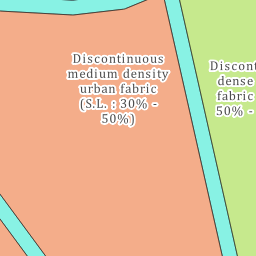 Discontinuous
medium density
urban fabric
(S.L. : 30% -
50%)
Discont
dense
fabric
50% -